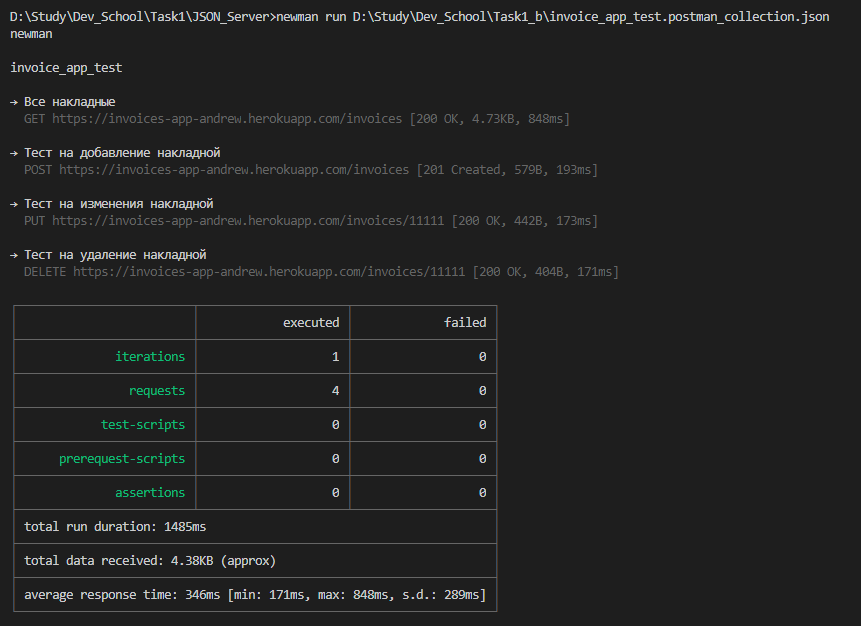 D:\Study\Dev_School\Task1\JSON_Server>newman run D:\Study\Dev_School\Task1_b\invoice_app_test.postman_collection.json
newman
invoice_app_test
→ Все накладные
GET https://invoices-app-andrew.herokuapp.com/invoices [200 OK, 4.73KB, 848ms]
→ Тест на добавление накладной
POST https://invoices-app-andrew.herokuapp.com/invoices [201 Created, 579B, 193ms]
→ Тест на изменения накладной
PUT https://invoices-app-andrew.herokuapp.com/invoices/11111 [200 OK, 442B, 173ms]
→ Тест на удаление накладной
DELETE https://invoices-app-andrew.herokuapp.com/invoices/11111 [200 OK, 404B, 171ms]
executed failed
iterations 1 0
requests 4 0
test-scripts 0 0
prerequest-scripts 0 0
assertions 0 0
total run duration: 1485ms
total data received: 4.38KB (approx)
average response time: 346ms [min: 171ms, max: 848ms, s.d.: 289ms]